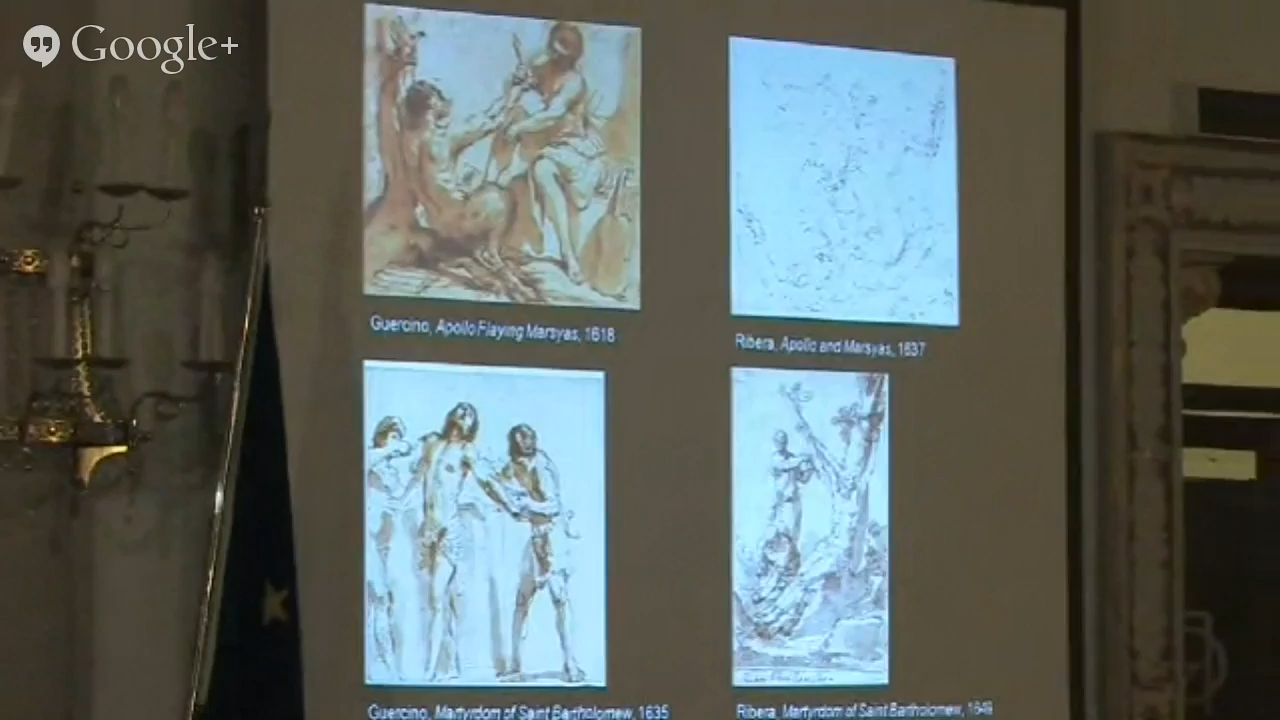 Google+
Guercino, Apollo Flaying Marsyas, 1618
Ribera, Apollo and Marsyas, 1637
Guercino, Martyrdom of Saint Bartholomew, 1635
Ribera, Martyrdom of Saint Bartholomew, 1649